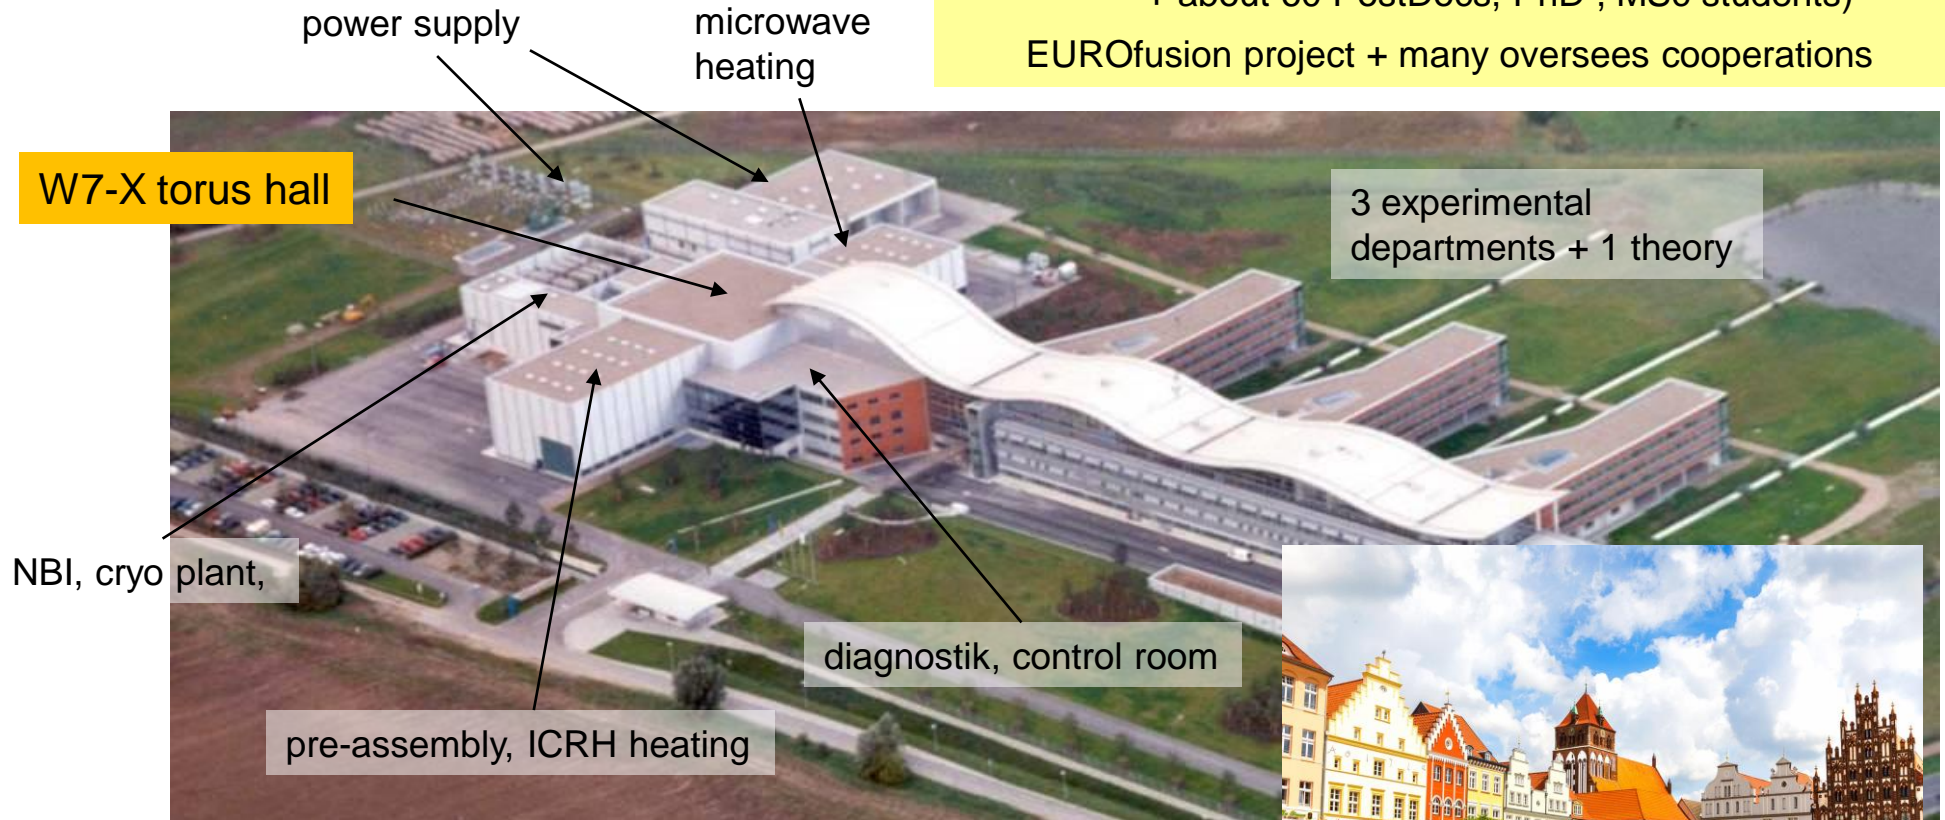 EUROfusion project + many oversees cooperations
power supply
microwave
heating
W7-X torus hall
3 experimental
departments + 1 theory
NBI, cryo plant,
diagnostik, control room
pre-assembly, ICRH heating